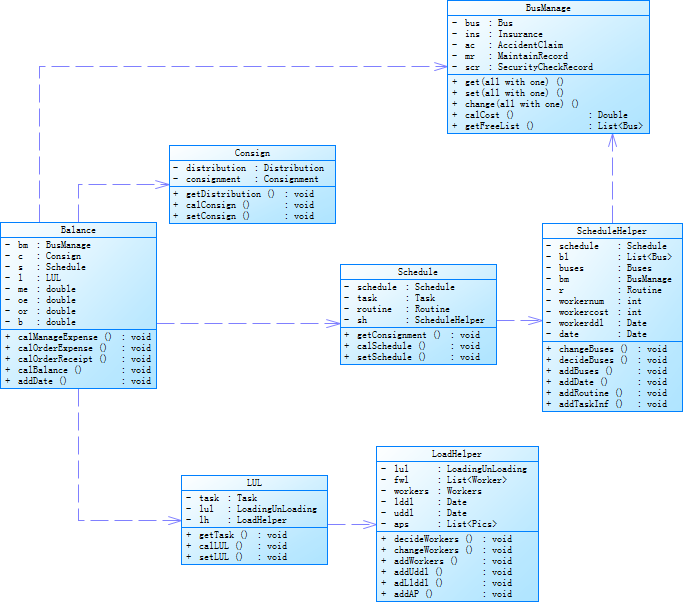 BusManage
- bus : Bus
- ins : Insurance
- ac : AccidentClaim
- mr : MaintainRecord
- scr : SecurityCheckRecord
+ get(all with one) ()
+ set(all with one) ()
+ change(all with one) ()
+ calCost () : Double
+ getFreeList () : List<Bus>
Consign
- distribution : Distribution
- consignment : Consignment
+ getDistribution () : void
+ calConsign () : void
+ setConsign () : void
Balance
- bm : BusManage
- c : Consign
- s : Schedule
- l : LUL
- me : double
- oe : double
- or : double
- b : double
+ calManageExpense () : void
+ calOrderExpense () : void
+ calOrderReceipt () : void
+ calBalance () : void
+ addDate () : void
ScheduleHelper
- schedule : Schedule
- bl : List<Bus>
- buses : Buses
- bm : BusManage
- r : Routine
- workernum : int
- workercost : int
- workerddl : Date
- date : Date
+ changeBuses () : void
+ decideBuses () : void
+ addBuses () : void
+ addDate () : void
+ addRoutine () : void
+ addTaskInf () : void
Schedule
- schedule : Schedule
- task : Task
- routine : Routine
- sh : ScheduleHelper
+ getConsignment () : void
+ calSchedule () : void
+ setSchedule () : void
LoadHelper
- lul : LoadingUnLoading
- fwl : List<Worker>
- workers : Workers
- lddl : Date
- uddl : Date
- aps : List<Pics>
+ decideWorkers () : void
+ changeWorkers () : void
+ addWorkers () : void
+ addUddl () : void
+ adLlddl () : void
+ addAP () : void
LUL
- task : Task
- lul : LoadingUnLoading
- lh : LoadHelper
+ getTask () : void
+ calLUL () : void
+ setLUL () : void